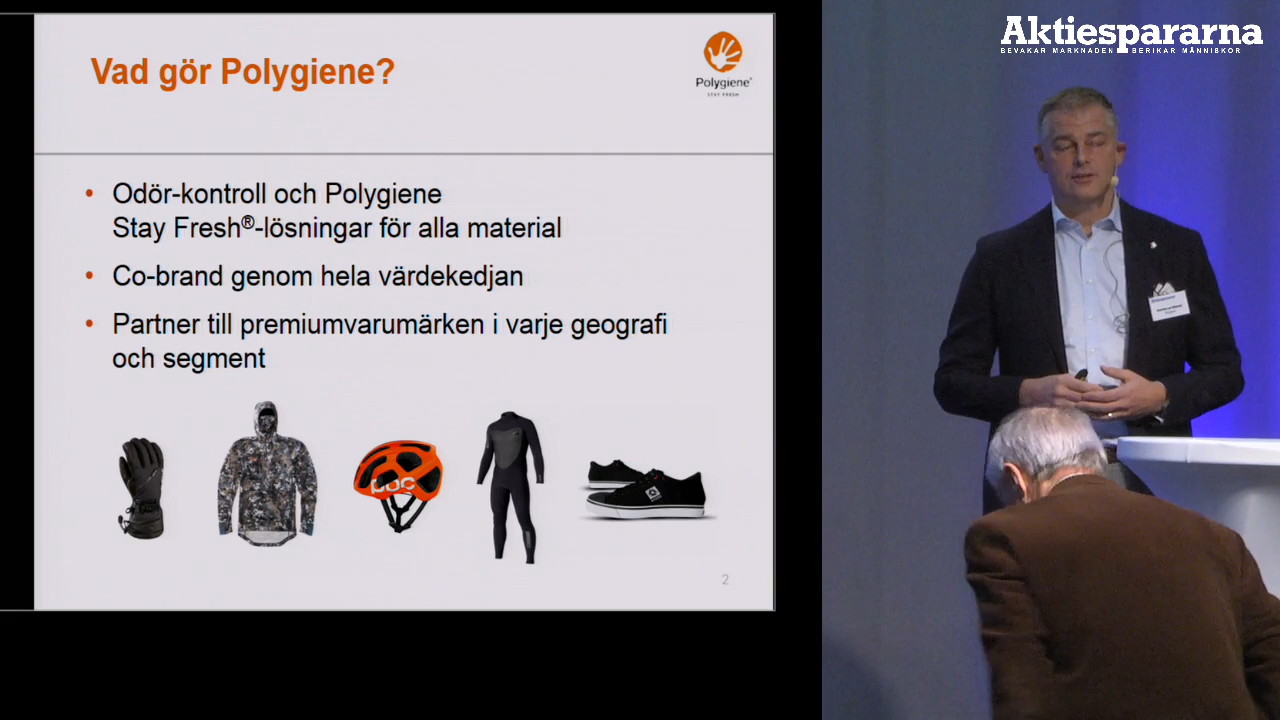 Vad gör Polygiene?
Polygiene®
STAY FRESH
• Odör-kontroll och Polygiene
Stay Fresh®-lösningar för alla material
• Co-brand genom hela värdekedjan
• Partner till premiumvarumärken i varje geografi
och segment
POC
2
Aktiespararna
BEVAKAR MARKNADEN BERIKAR MÄNNISKOR